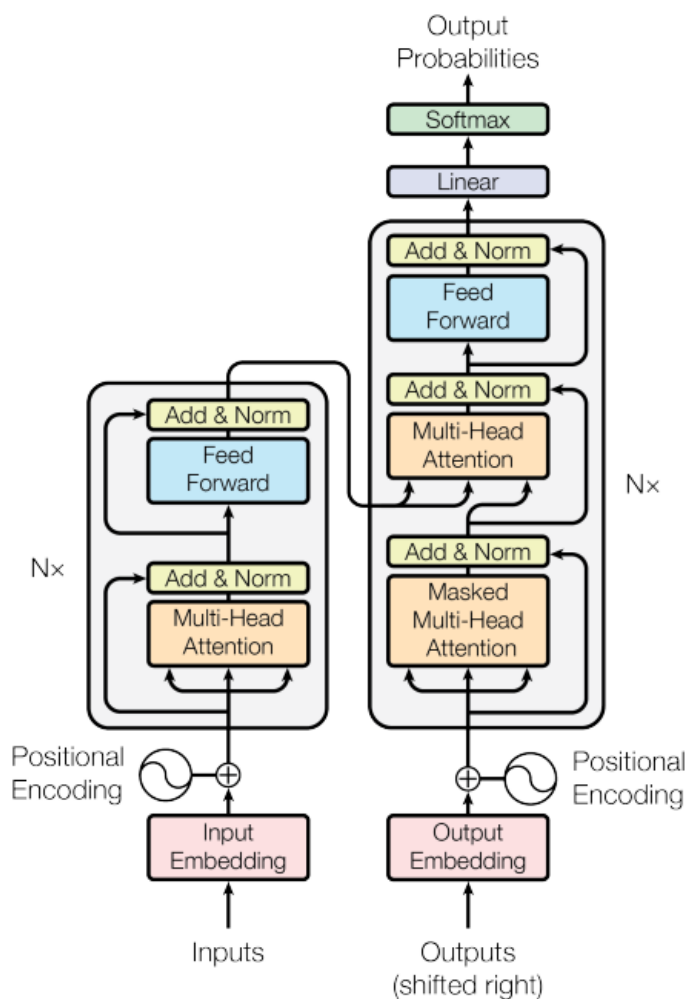 Output
Probabilities
Softmax
Linear
Add & Norm
Feed
Forward
Add & Norm
Multi-Head
Attention
Add & Norm
Masked
Multi-Head
Attention
Nx
Add & Norm
Feed
Forward
Add & Norm
Multi-Head
Attention
Nx
Positional
Encoding
Positional
Encoding
Input
Embedding
Output
Embedding
Inputs
Outputs
(shifted right)